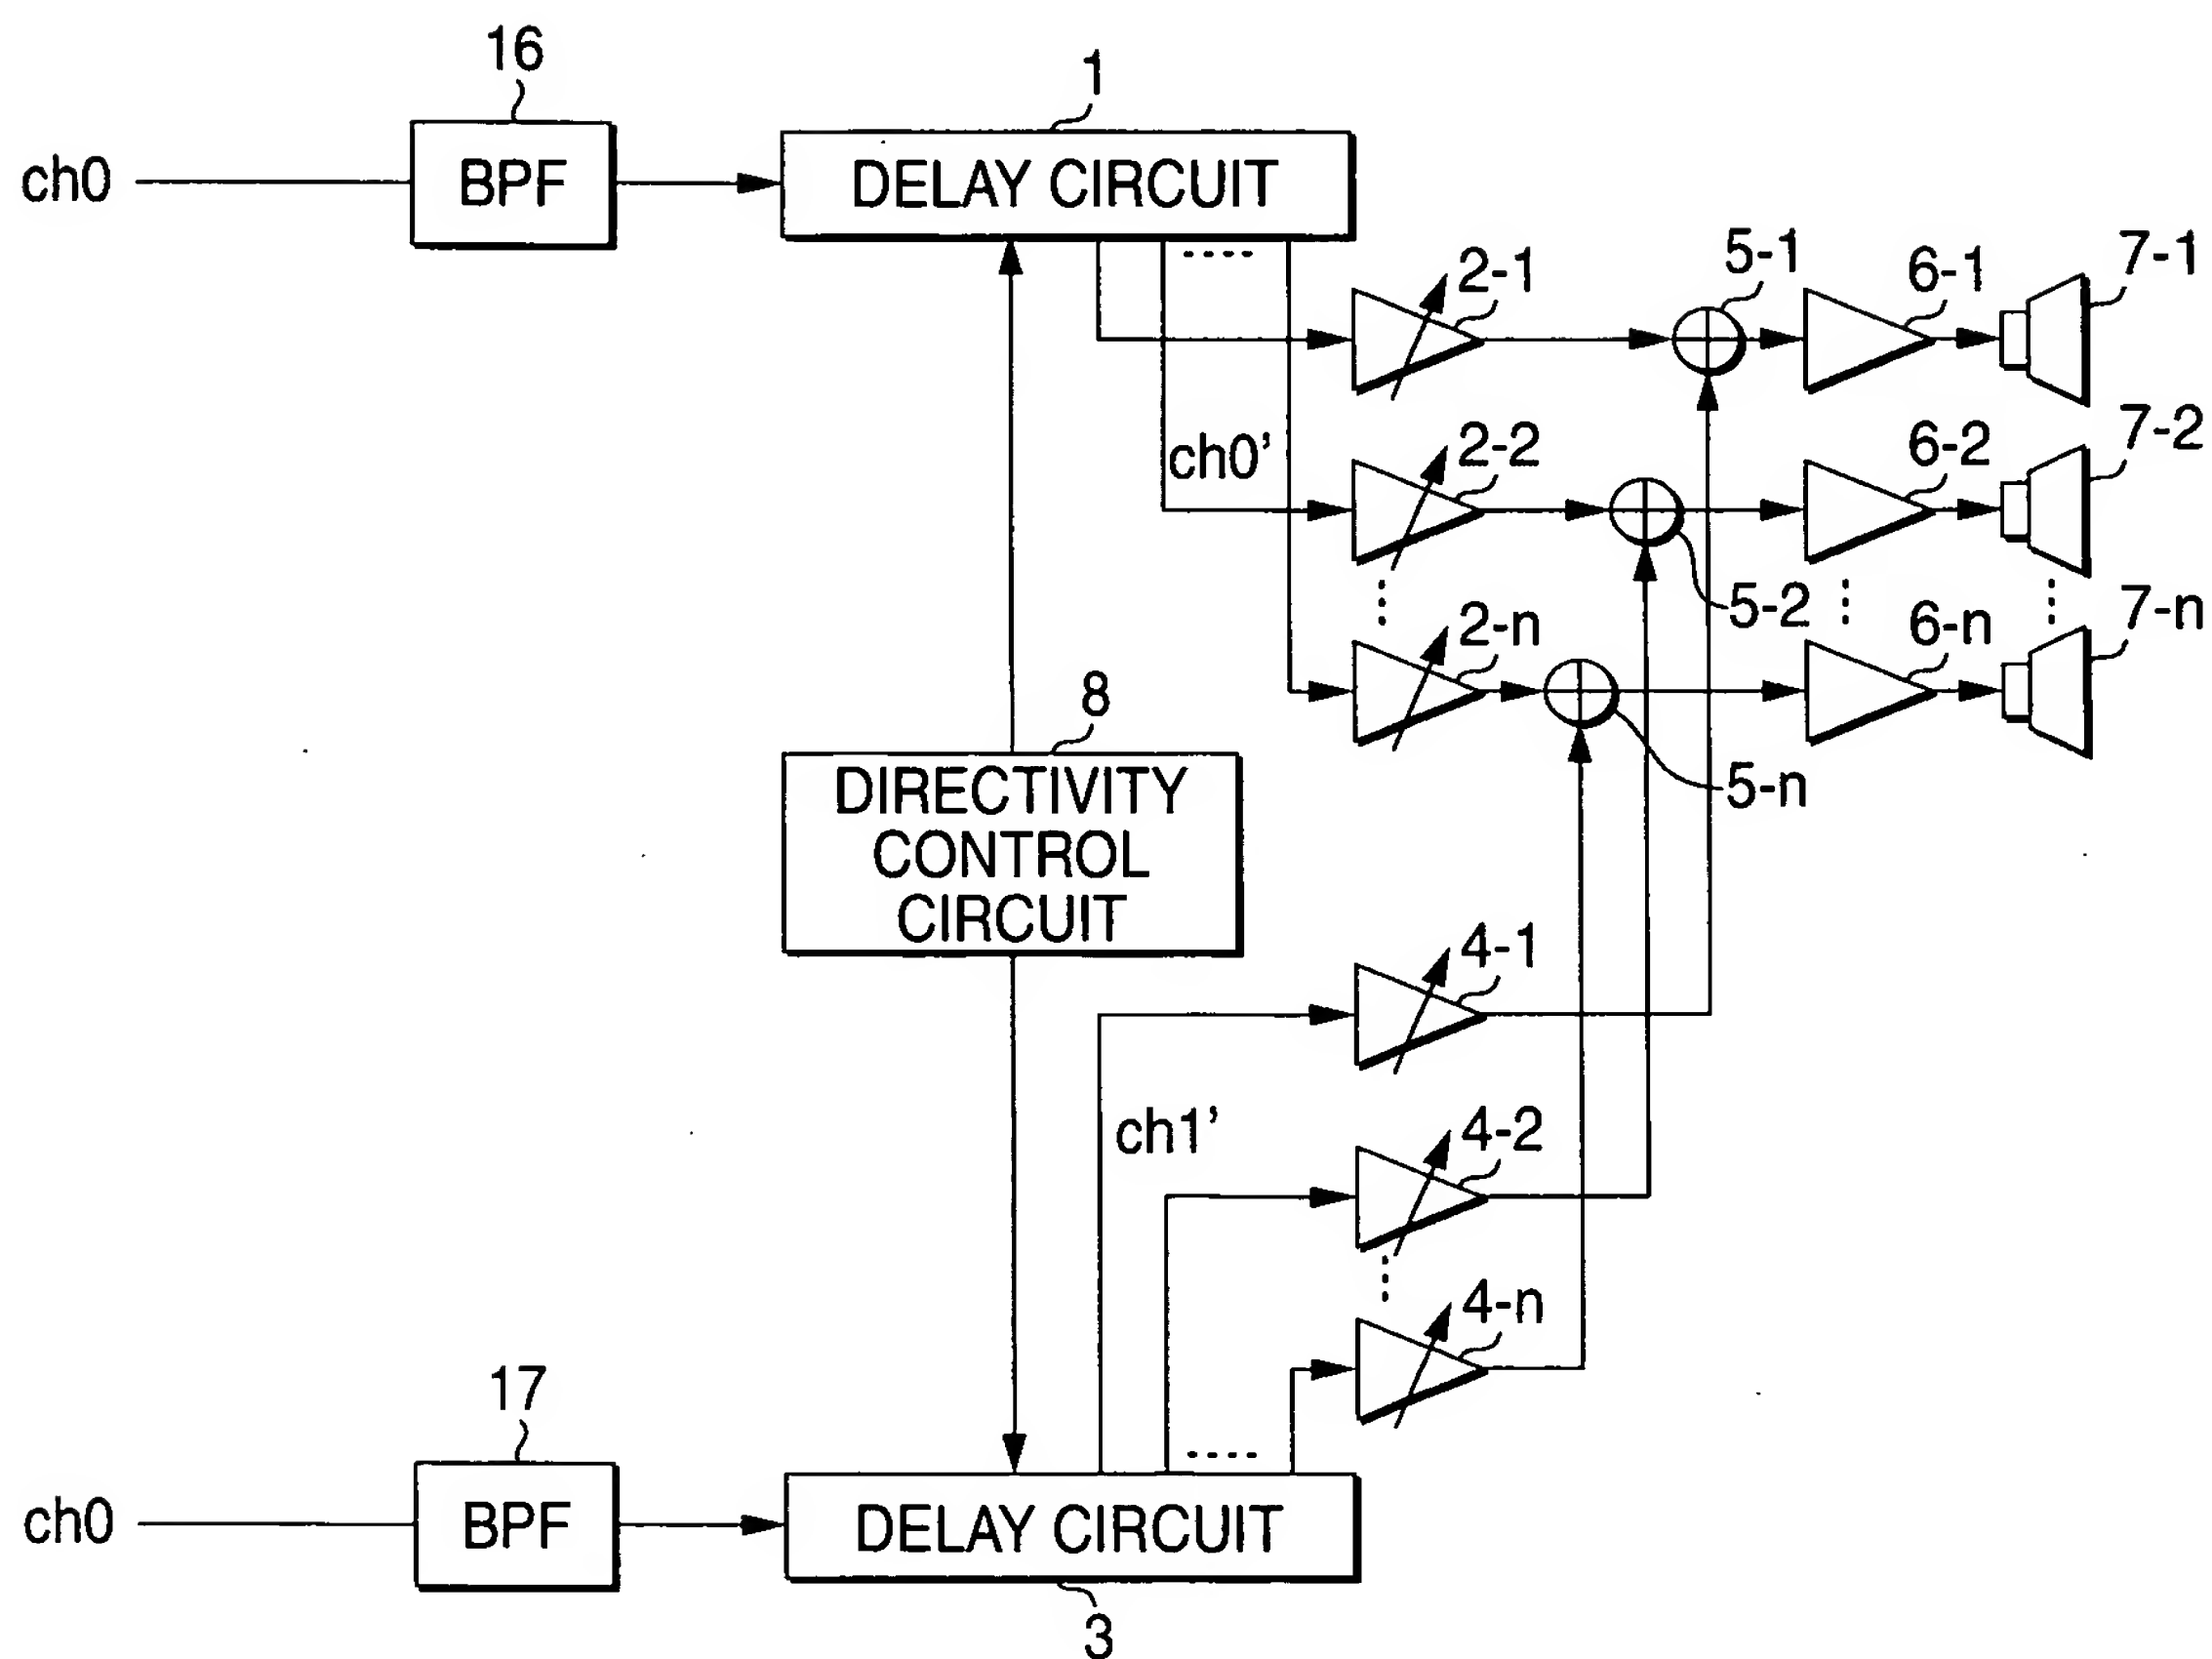 16
1
ch0
BPF
DELAY CIRCUIT
2-1
5-1
6-1
7-1
ch0’
2-2
5-2
6-2
7-2
2-n
5-n
6-n
7-n
8
DIRECTIVITY
CONTROL
CIRCUIT
4-1
ch1’
4-2
4-n
17
ch0
BPF
DELAY CIRCUIT
3